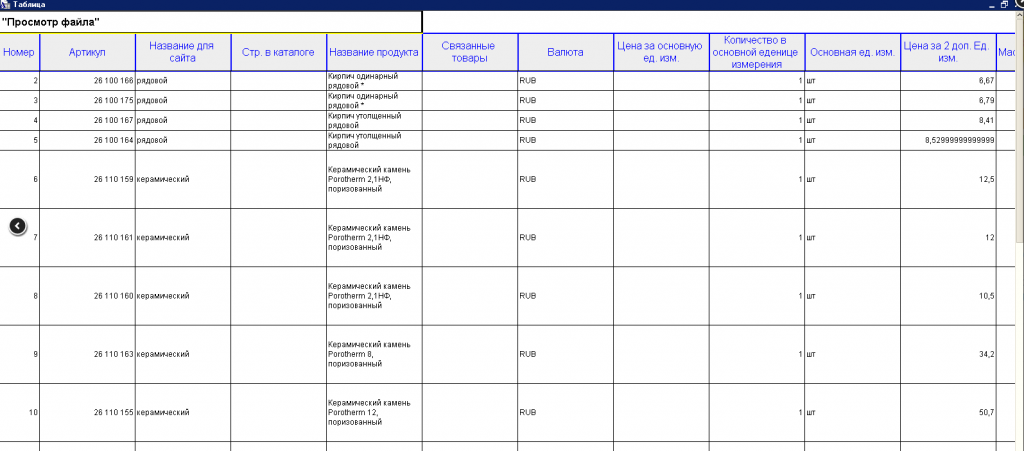 Таблица
"Просмотр файла"
Номер Артикул Название для сайта Стр. в каталоге Название продукта Связанные товары Валюта Цена за основную ед. изм. Количество в основной еденице измерения Основная ед. изм. Цена за 2 доп. Ед. изм. Мас
2 26 100 166 рядовой Кирпич одинарный рядовой * RUB 1 шт 6,67
3 26 100 175 рядовой Кирпич одинарный рядовой * RUB 1 шт 6,79
4 26 100 167 рядовой Кирпич утолщенный рядовой RUB 1 шт 8,41
5 26 100 164 рядовой Кирпич утолщенный рядовой RUB 1 шт 8,52999999999999
6 26 110 159 керамический Керамический камень Porotherm 2,1НФ, поризованный RUB 1 шт 12,5
7 26 110 161 керамический Керамический камень Porotherm 2,1НФ, поризованный RUB 1 шт 12
8 26 110 160 керамический Керамический камень Porotherm 2,1НФ, поризованный RUB 1 шт 10,5
9 26 110 163 керамический Керамический камень Porotherm 8, поризованный RUB 1 шт 34,2
10 26 110 155 керамический Керамический камень Porotherm 12, поризованный RUB 1 шт 50,7